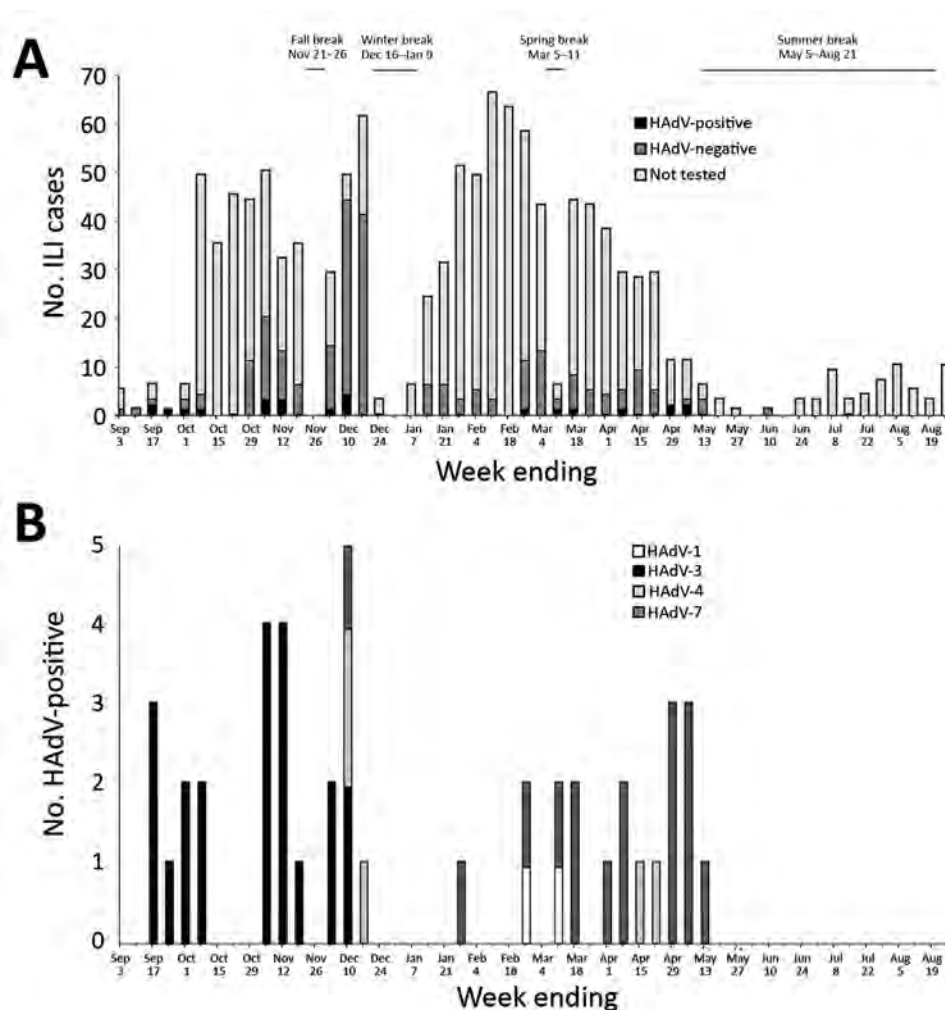 A
Fall break
Nov 21–26
Winter break
Dec 16–Jan 9
Spring break
Mar 5–11
Summer break
May 5–Aug 21
No. ILI cases
70
60
50
40
30
20
10
0
HAdV-positive
HAdV-negative
Not tested
Sep Sep Oct Oct Oct Nov Nov Dec Dec Jan Jan Feb Feb Mar Mar Apr Apr Apr May May Jun Jun Jul Jul Aug Aug
3 17 1 15 29 12 26 10 24 7 21 4 18 4 18 1 15 29 13 27 10 24 8 22 5 19
Week ending
B
No. HAdV-positive
5
4
3
2
1
0
HAdV-1
HAdV-3
HAdV-4
HAdV-7
Sep Sep Oct Oct Oct Nov Nov Dec Dec Jan Jan Feb Feb Mar Mar Apr Apr Apr May May Jun Jun Jul Jul Aug Aug
3 17 1 15 29 12 26 10 24 7 21 4 18 4 18 1 15 29 13 27 10 24 8 22 5 19
Week ending